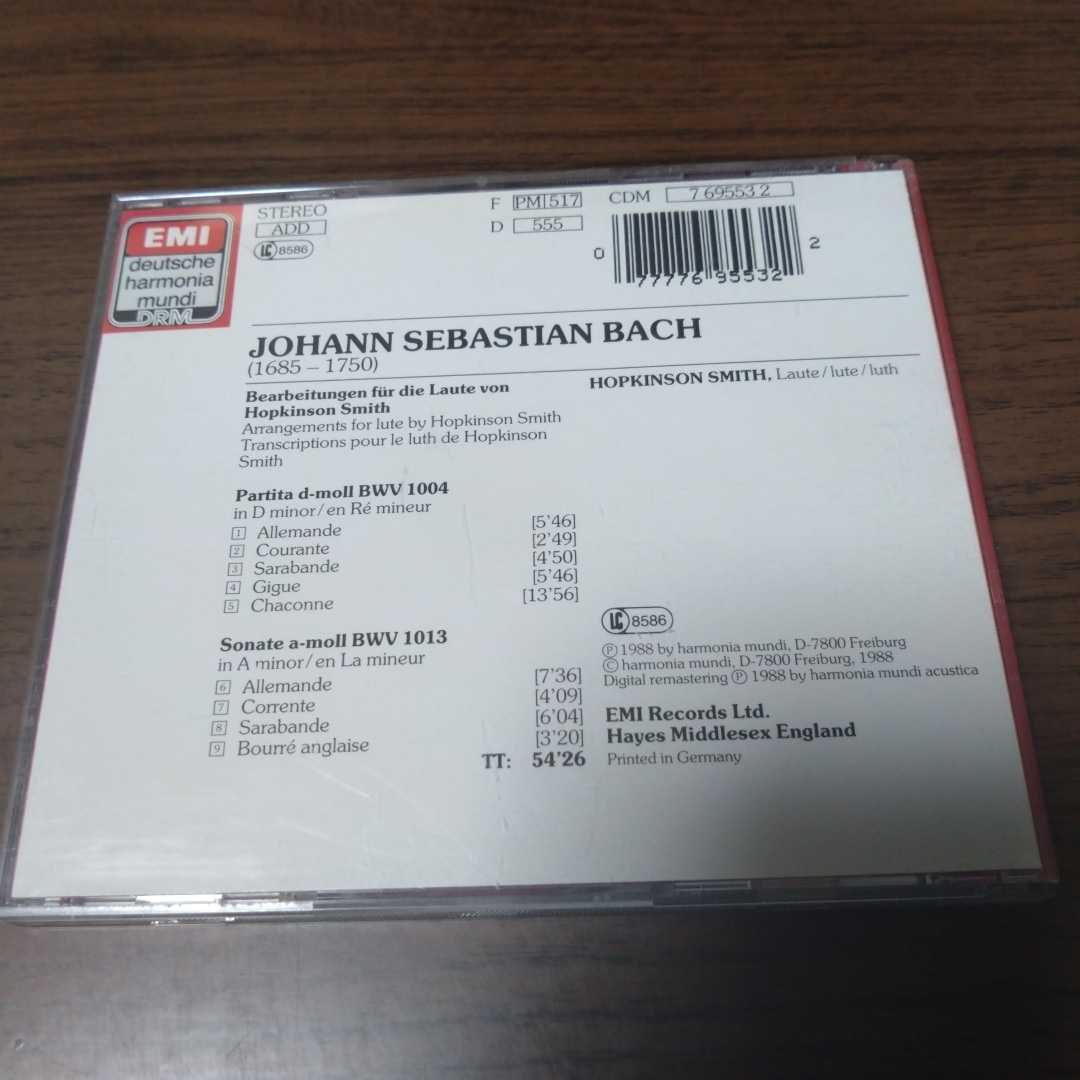 EMI
deutsche
harmonia
mundi
DRM
STEREO
ADD
LC 8586
F PM 517
D 555
CDM 7 69553 2
0 77776 95532 2
JOHANN SEBASTIAN BACH
(1685 – 1750)
Bearbeitungen für die Laute von
Hopkinson Smith
Arrangements for lute by Hopkinson Smith
Transcriptions pour le luth de Hopkinson
Smith
HOPKINSON SMITH, Laute/lute/luth
Partita d-moll BWV 1004
in D minor/en Ré mineur
1 Allemande [5'46]
2 Courante [2'49]
3 Sarabande [4'50]
4 Gigue [5'46]
5 Chaconne [13'56]
Sonate a-moll BWV 1013
in A minor/en La mineur
6 Allemande [7'36]
7 Corrente [4'09]
8 Sarabande [6'04]
9 Bourré anglaise [3'20]
TT: 54'26
LC 8586
Ⓟ 1988 by harmonia mundi, D-7800 Freiburg
© harmonia mundi, D-7800 Freiburg, 1988
Digital remastering Ⓟ 1988 by harmonia mundi acustica
EMI Records Ltd.
Hayes Middlesex England
Printed in Germany